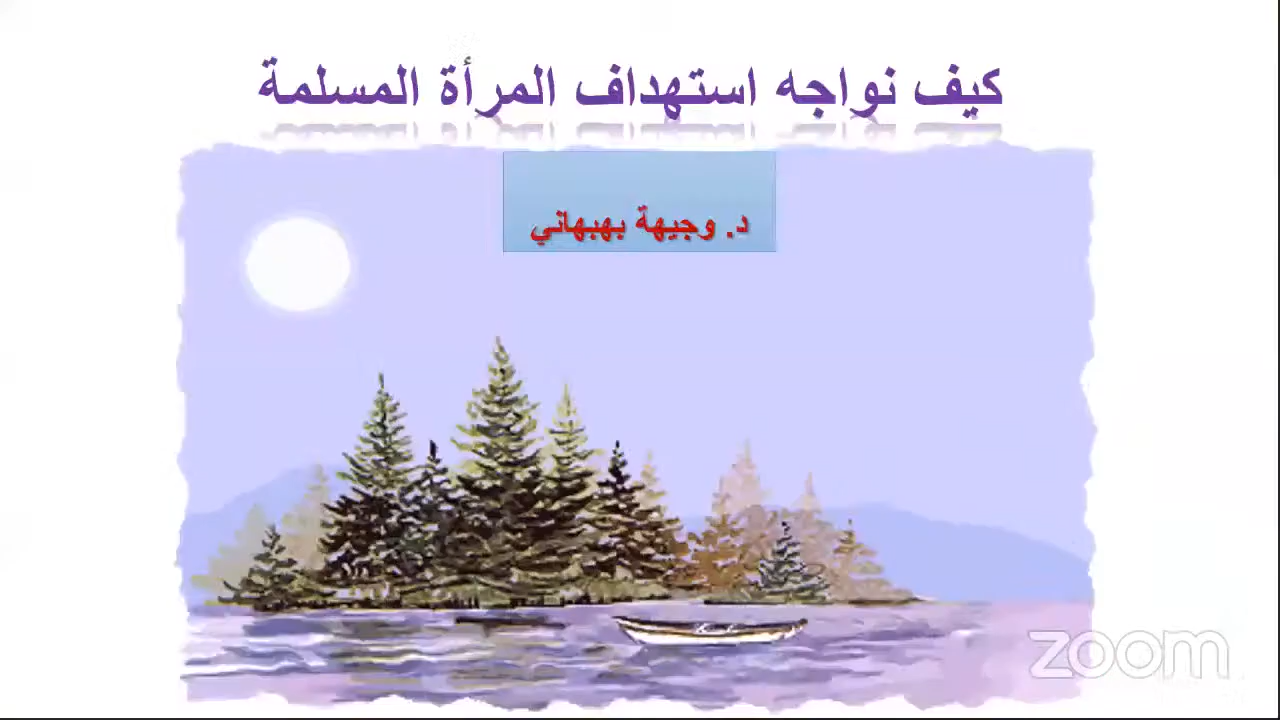 كيف نواجه استهداف المرأة المسلمة
د. وجيهة بهبهاني
zoom